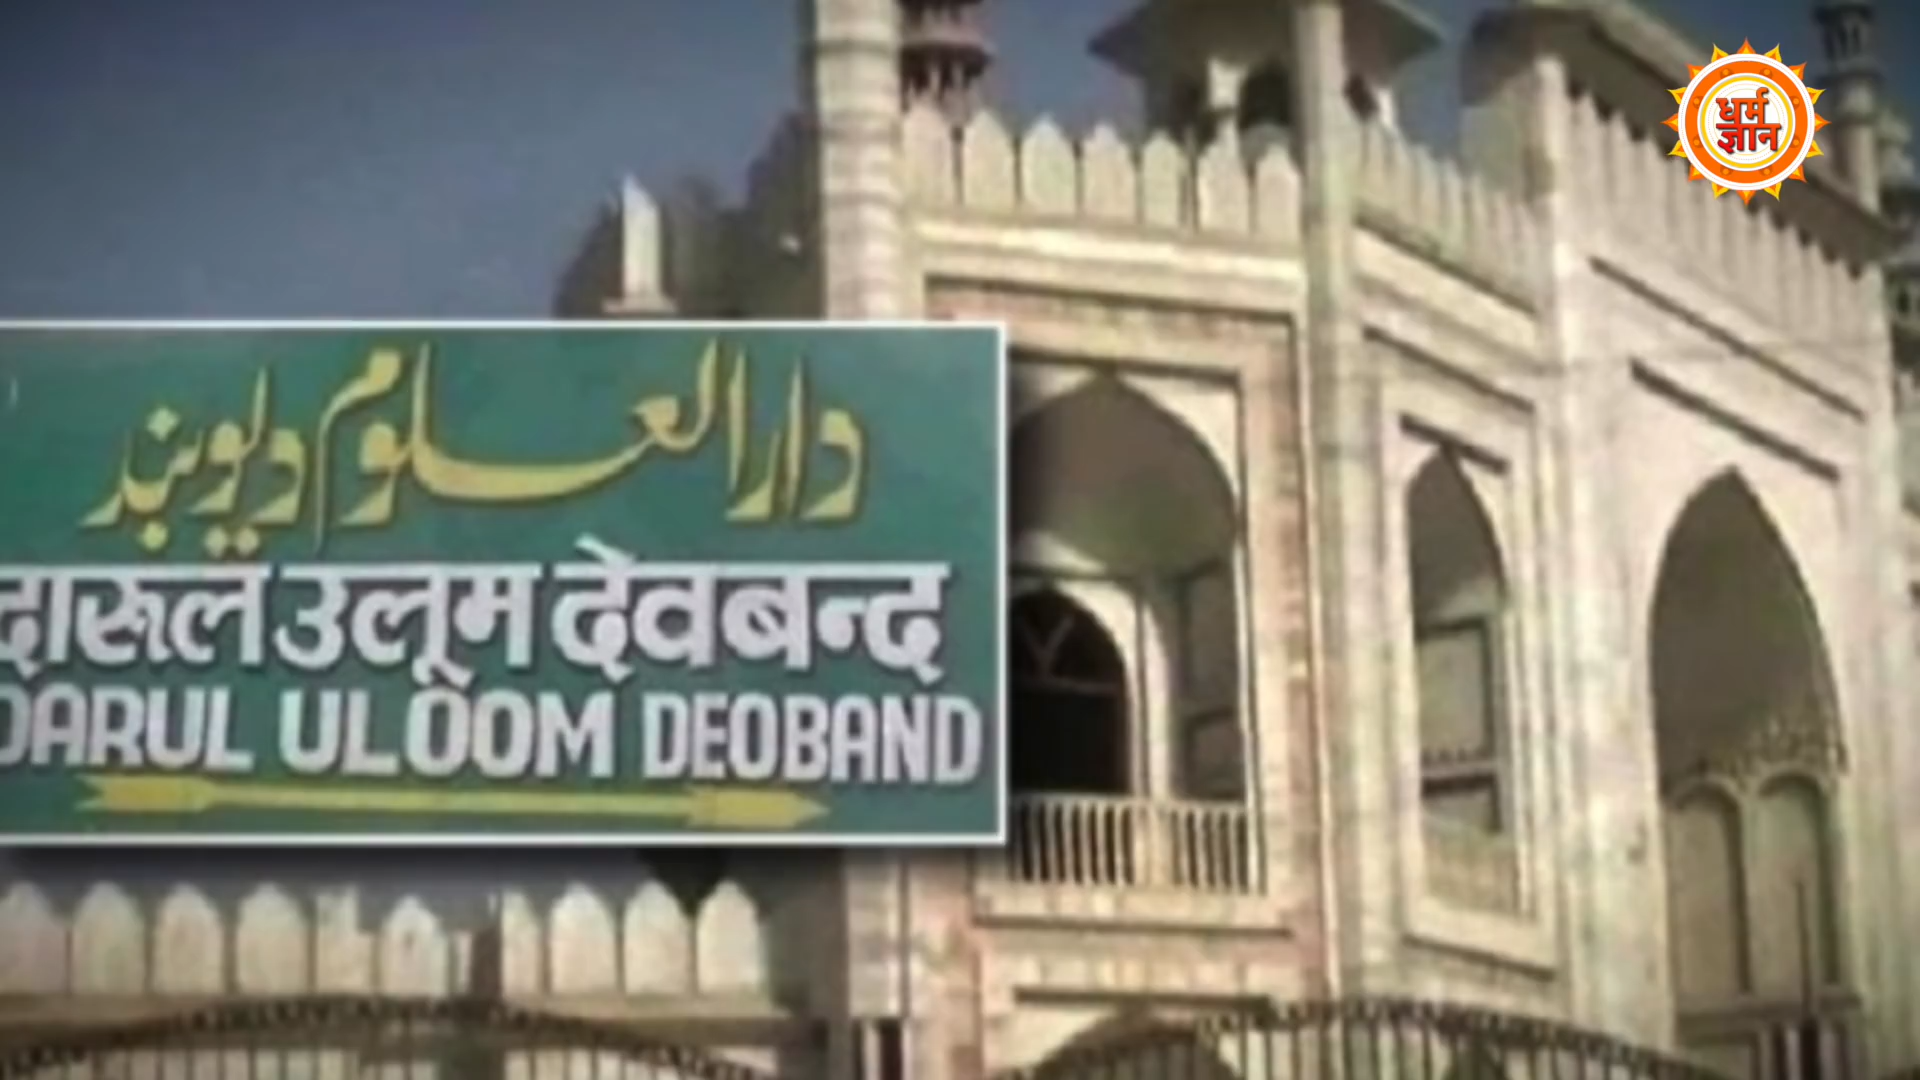 دارالعلوم دیوبند
दारूल उलूम देवबन्द
DARUL ULOOM DEOBAND
धर्म
ज्ञान